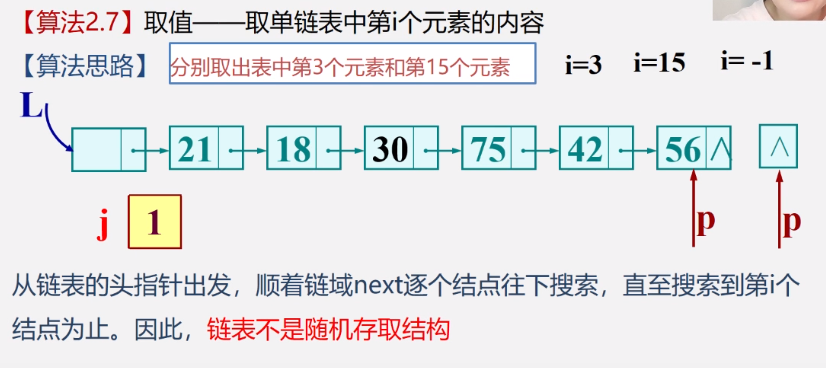 【算法2.7】取值——取单链表中第i个元素的内容
【算法思路】 分别取出表中第3个元素和第15个元素 i=3 i=15 i= -1
L
21 18 30 75 42 56 ∧ ∧
j 1 p p
从链表的头指针出发，顺着链域next逐个结点往下搜索，直至搜索到第i个
结点为止。因此，链表不是随机存取结构